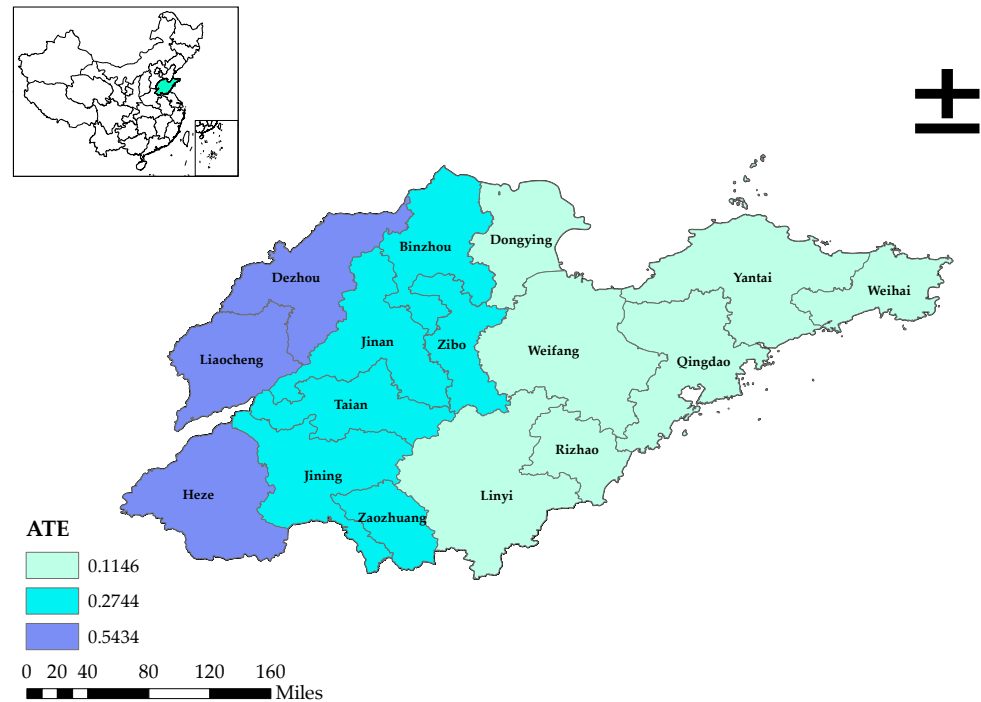 ±
Dongying
Binzhou
Dezhou
Yantai
Weihai
Jinan
Zibo
Weifang
Liaocheng
Qingdao
Taian
Rizhao
Jining
Heze
Linyi
Zaozhuang
ATE
0.1146
0.2744
0.5434
0 20 40 80 120 160
Miles